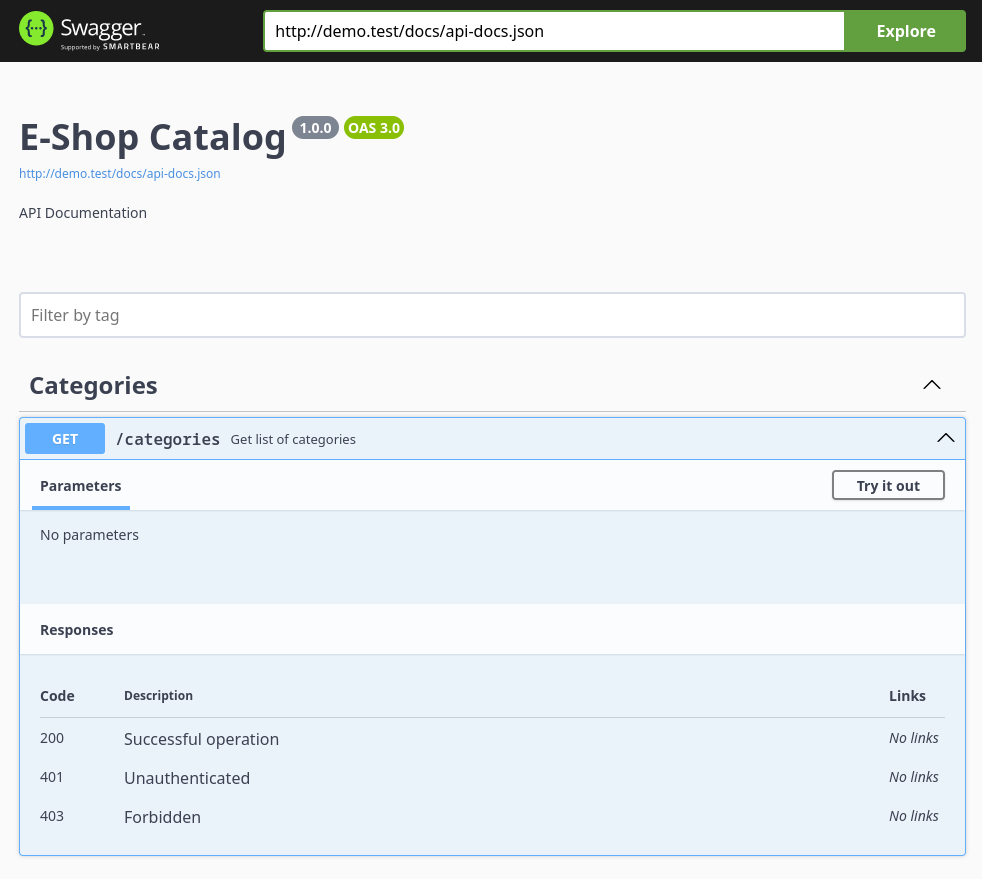 Swagger
Supported by SMARTBEAR
http://demo.test/docs/api-docs.json
Explore
E-Shop Catalog 1.0.0 OAS 3.0
http://demo.test/docs/api-docs.json
API Documentation
Filter by tag
Categories
GET /categories Get list of categories
Parameters Try it out
No parameters
Responses
Code Description Links
200 Successful operation No links
401 Unauthenticated No links
403 Forbidden No links